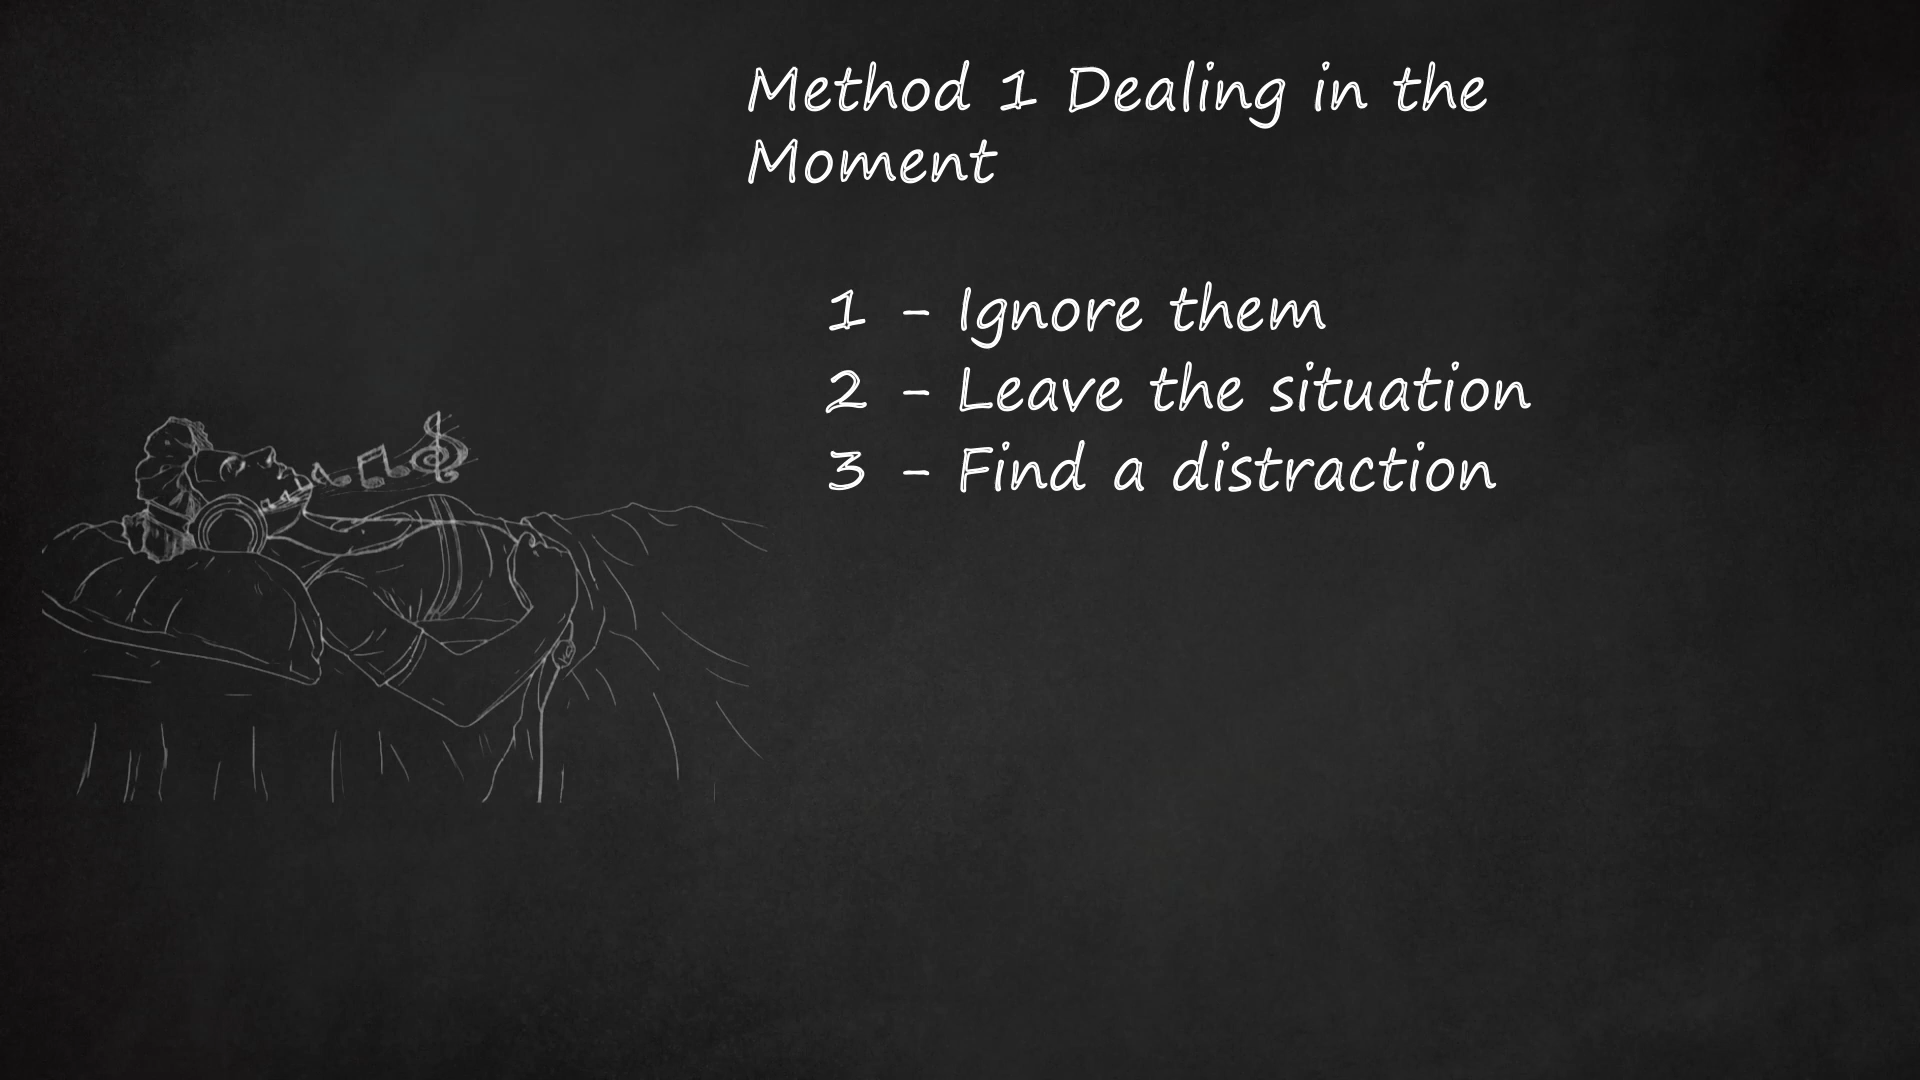 Method 1 Dealing in the
Moment
1 - Ignore them
2 - Leave the situation
3 - Find a distraction